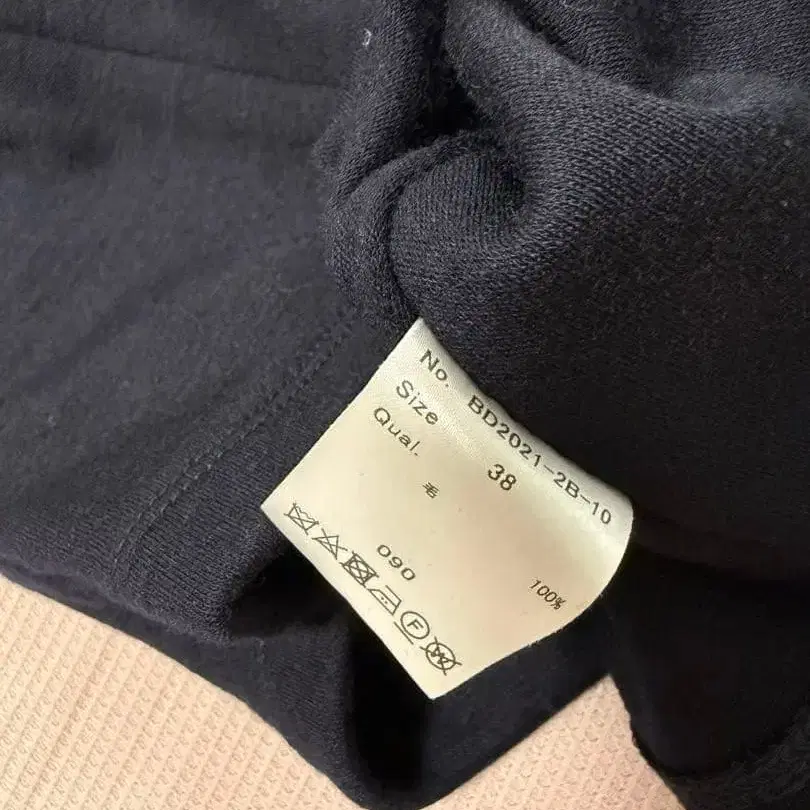 No. BD2021-2B-10
Size 38
Qual.
毛 100%
090
F
W